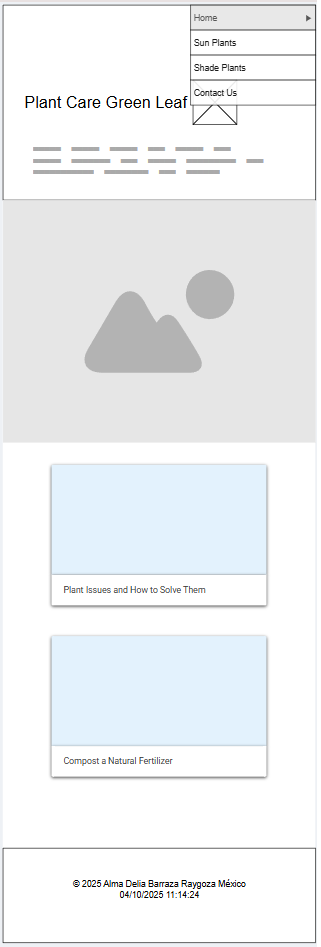 Home
Sun Plants
Shade Plants
Contact Us
Plant Care Green Leaf
Plant Issues and How to Solve Them
Compost a Natural Fertilizer
© 2025 Alma Delia Barraza Raygoza México
04/10/2025 11:14:24